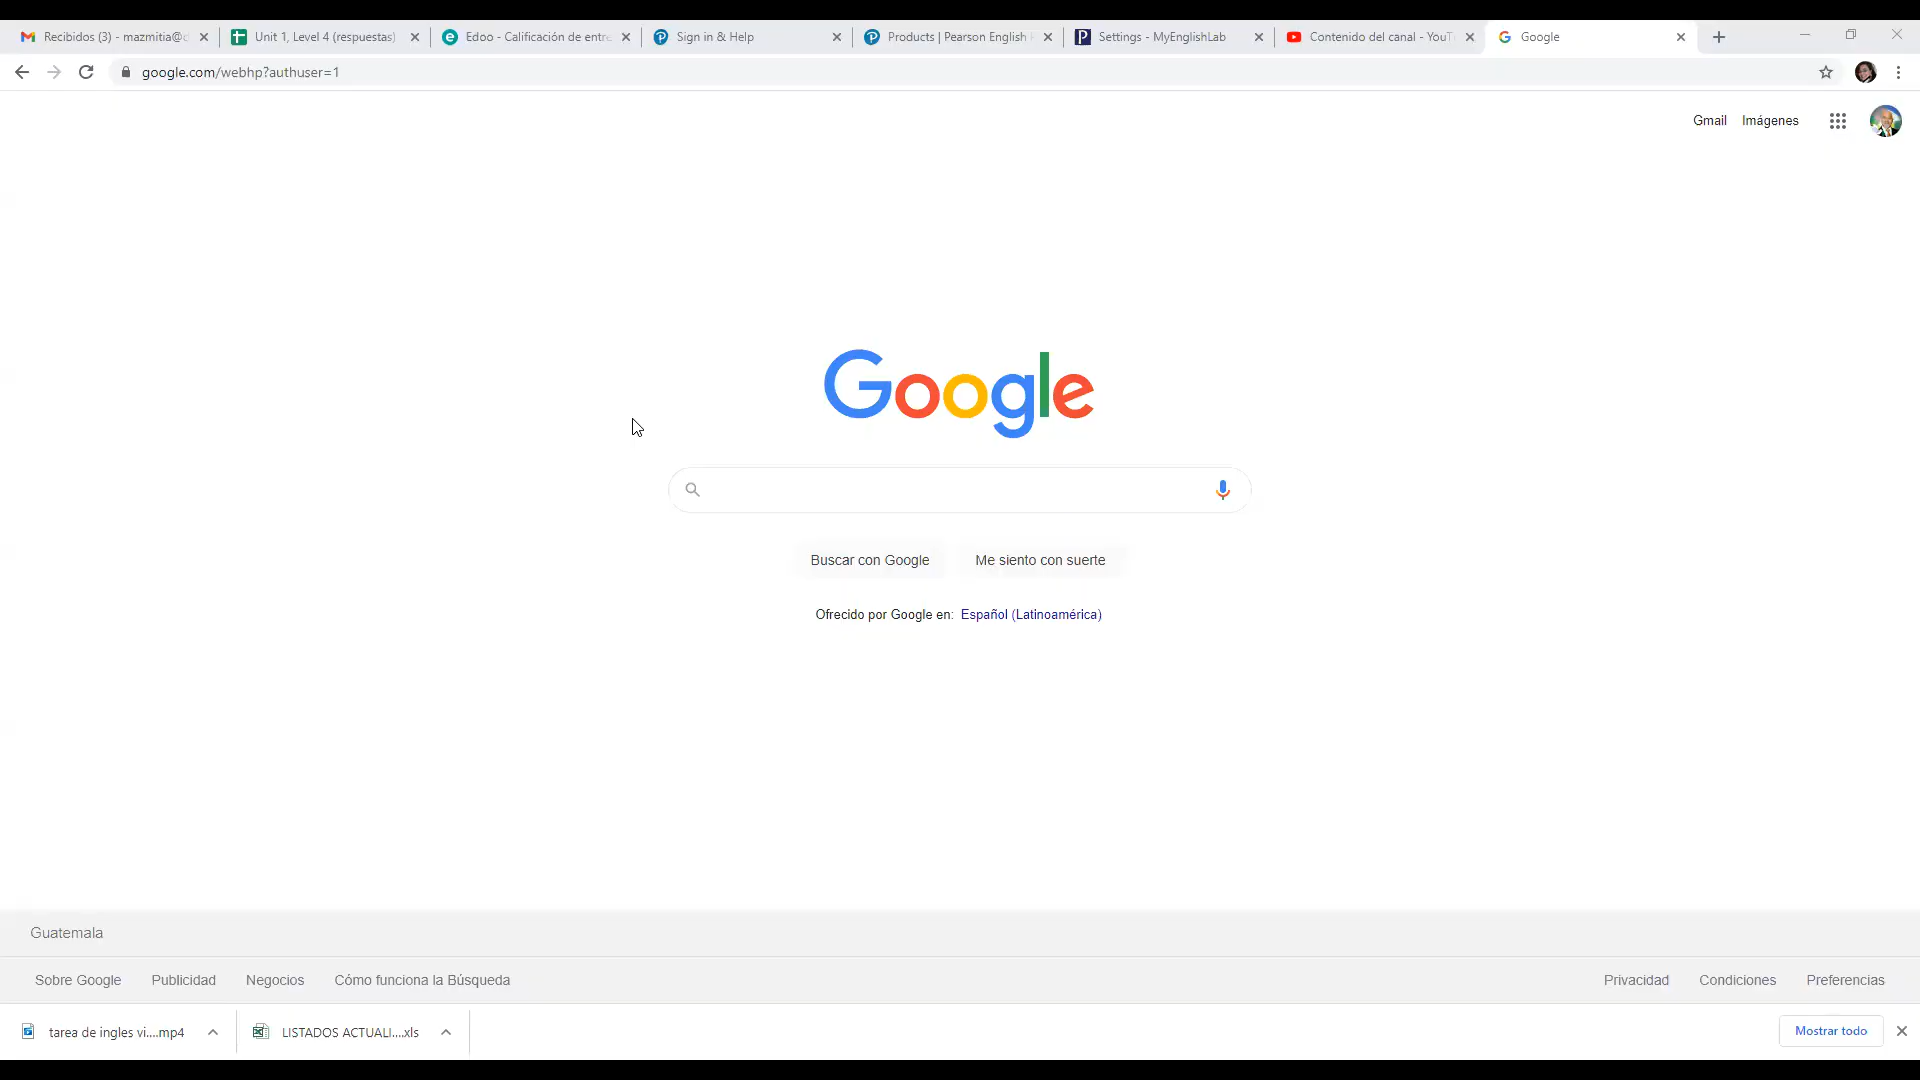 Recibidos (3) - mazmitia@c
Unit 1, Level 4 (respuestas)
Edoo - Calificación de entre
Sign in & Help
Products | Pearson English
Settings - MyEnglishLab
Contenido del canal - YouT
Google
google.com/webhp?authuser=1
Gmail
Imágenes
Google
Buscar con Google
Me siento con suerte
Ofrecido por Google en: Español (Latinoamérica)
Guatemala
Sobre Google
Publicidad
Negocios
Cómo funciona la Búsqueda
Privacidad
Condiciones
Preferencias
tarea de ingles vi....mp4
LISTADOS ACTUALI....xls
Mostrar todo